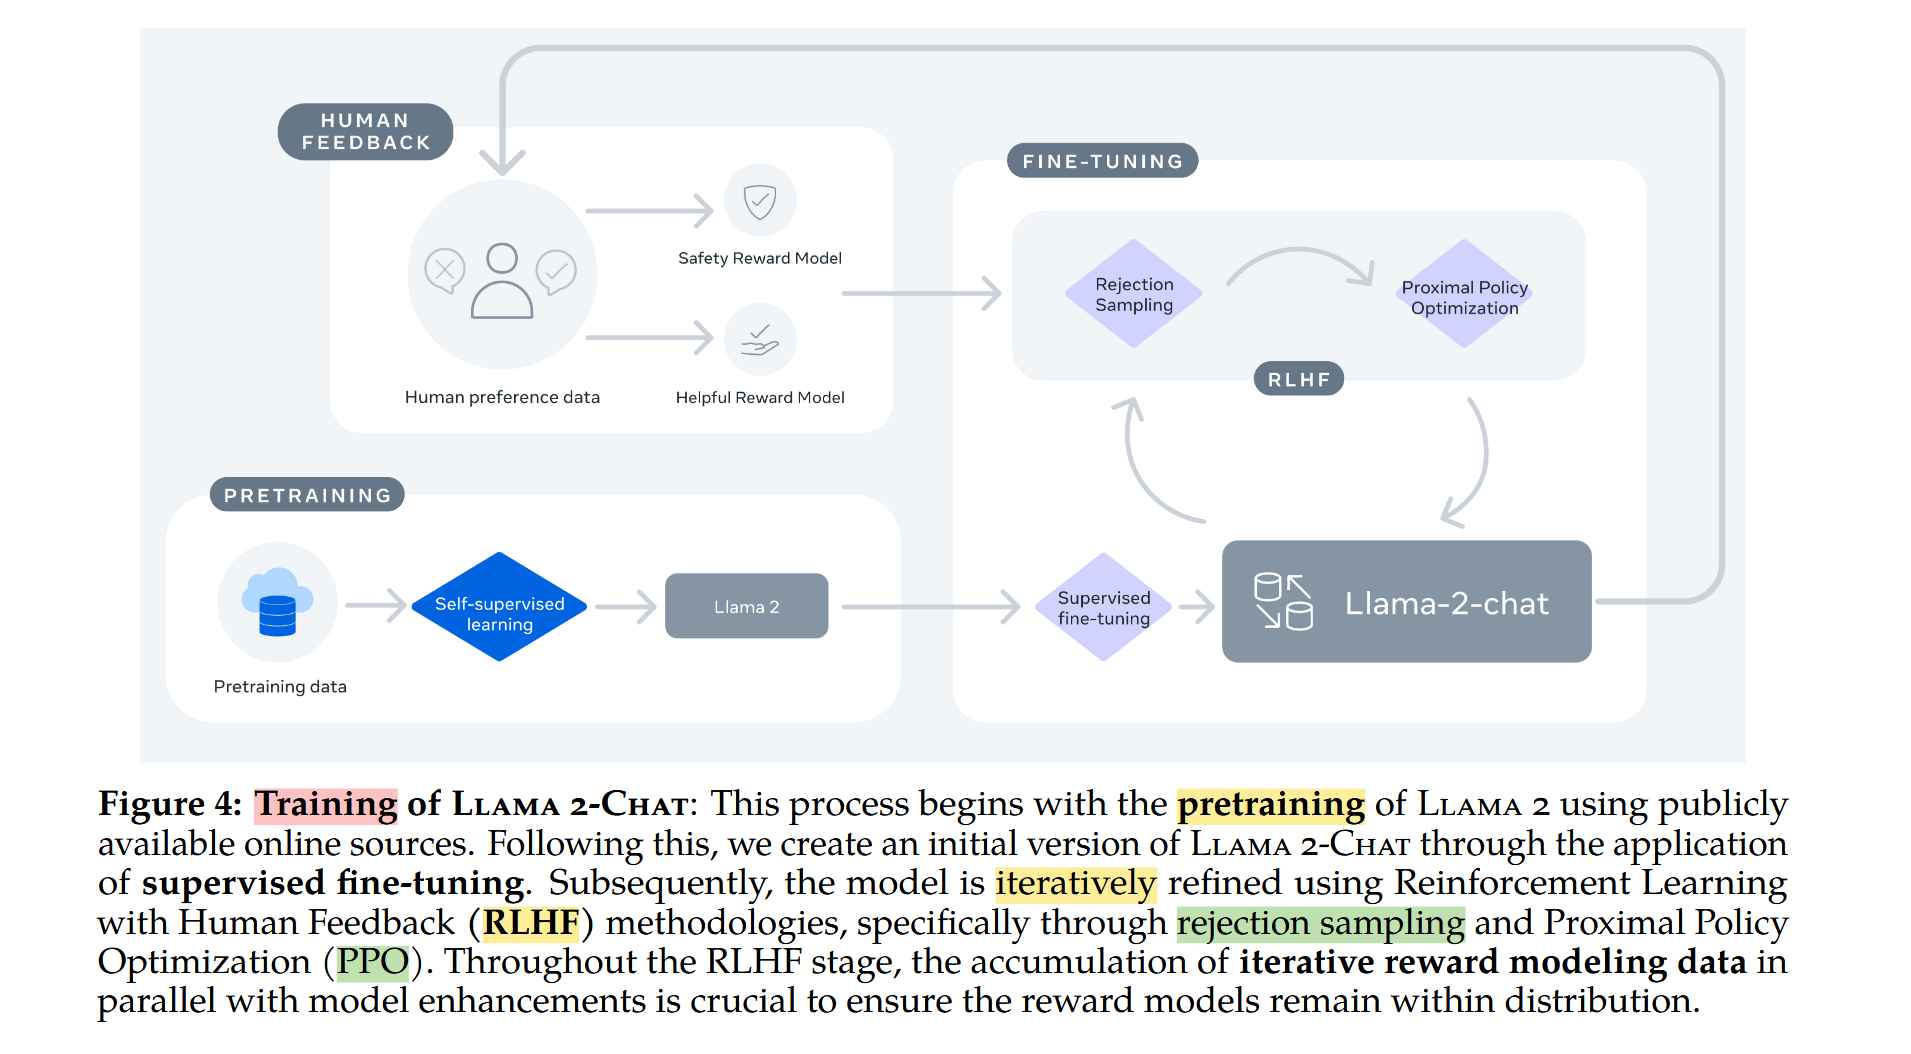 HUMAN
FEEDBACK
Safety Reward Model
Human preference data
Helpful Reward Model
FINE-TUNING
Rejection
Sampling
Proximal Policy
Optimization
RLHF
PRETRAINING
Pretraining data
Self-supervised
learning
Llama 2
Supervised
fine-tuning
Llama-2-chat
Figure 4: Training of LLAMA 2-CHAT: This process begins with the pretraining of LLAMA 2 using publicly
available online sources. Following this, we create an initial version of LLAMA 2-CHAT through the application
of supervised fine-tuning. Subsequently, the model is iteratively refined using Reinforcement Learning
with Human Feedback (RLHF) methodologies, specifically through rejection sampling and Proximal Policy
Optimization (PPO). Throughout the RLHF stage, the accumulation of iterative reward modeling data in
parallel with model enhancements is crucial to ensure the reward models remain within distribution.